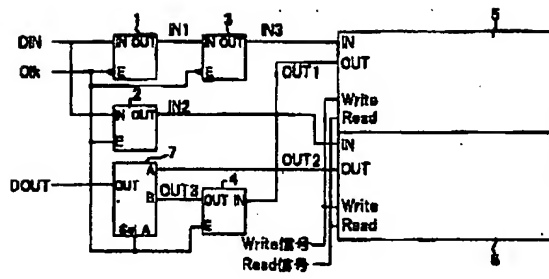 1 3 5
DIN IN OUT IN1 IN OUT IN3 IN
OUT
Clk E E OUT1
2
IN OUT IN2 Write
Read
E IN
7
A OUT2 OUT
DOUT OUT B OUT3 4
OUT IN
Sel A E Write
Write信号 Read
Read信号
6